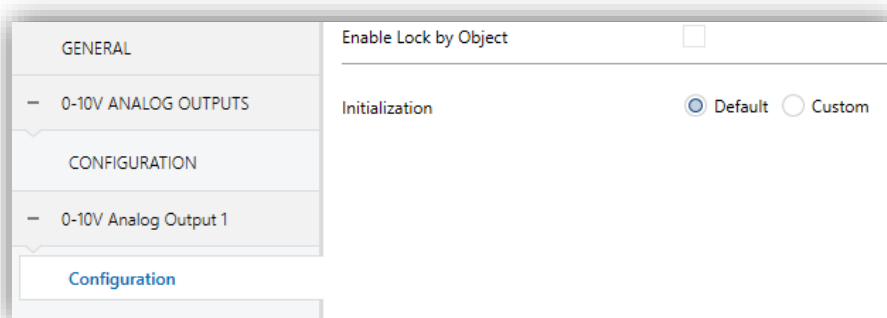 GENERAL
− 0-10V ANALOG OUTPUTS
CONFIGURATION
− 0-10V Analog Output 1
Configuration
Enable Lock by Object
Initialization
Default Custom